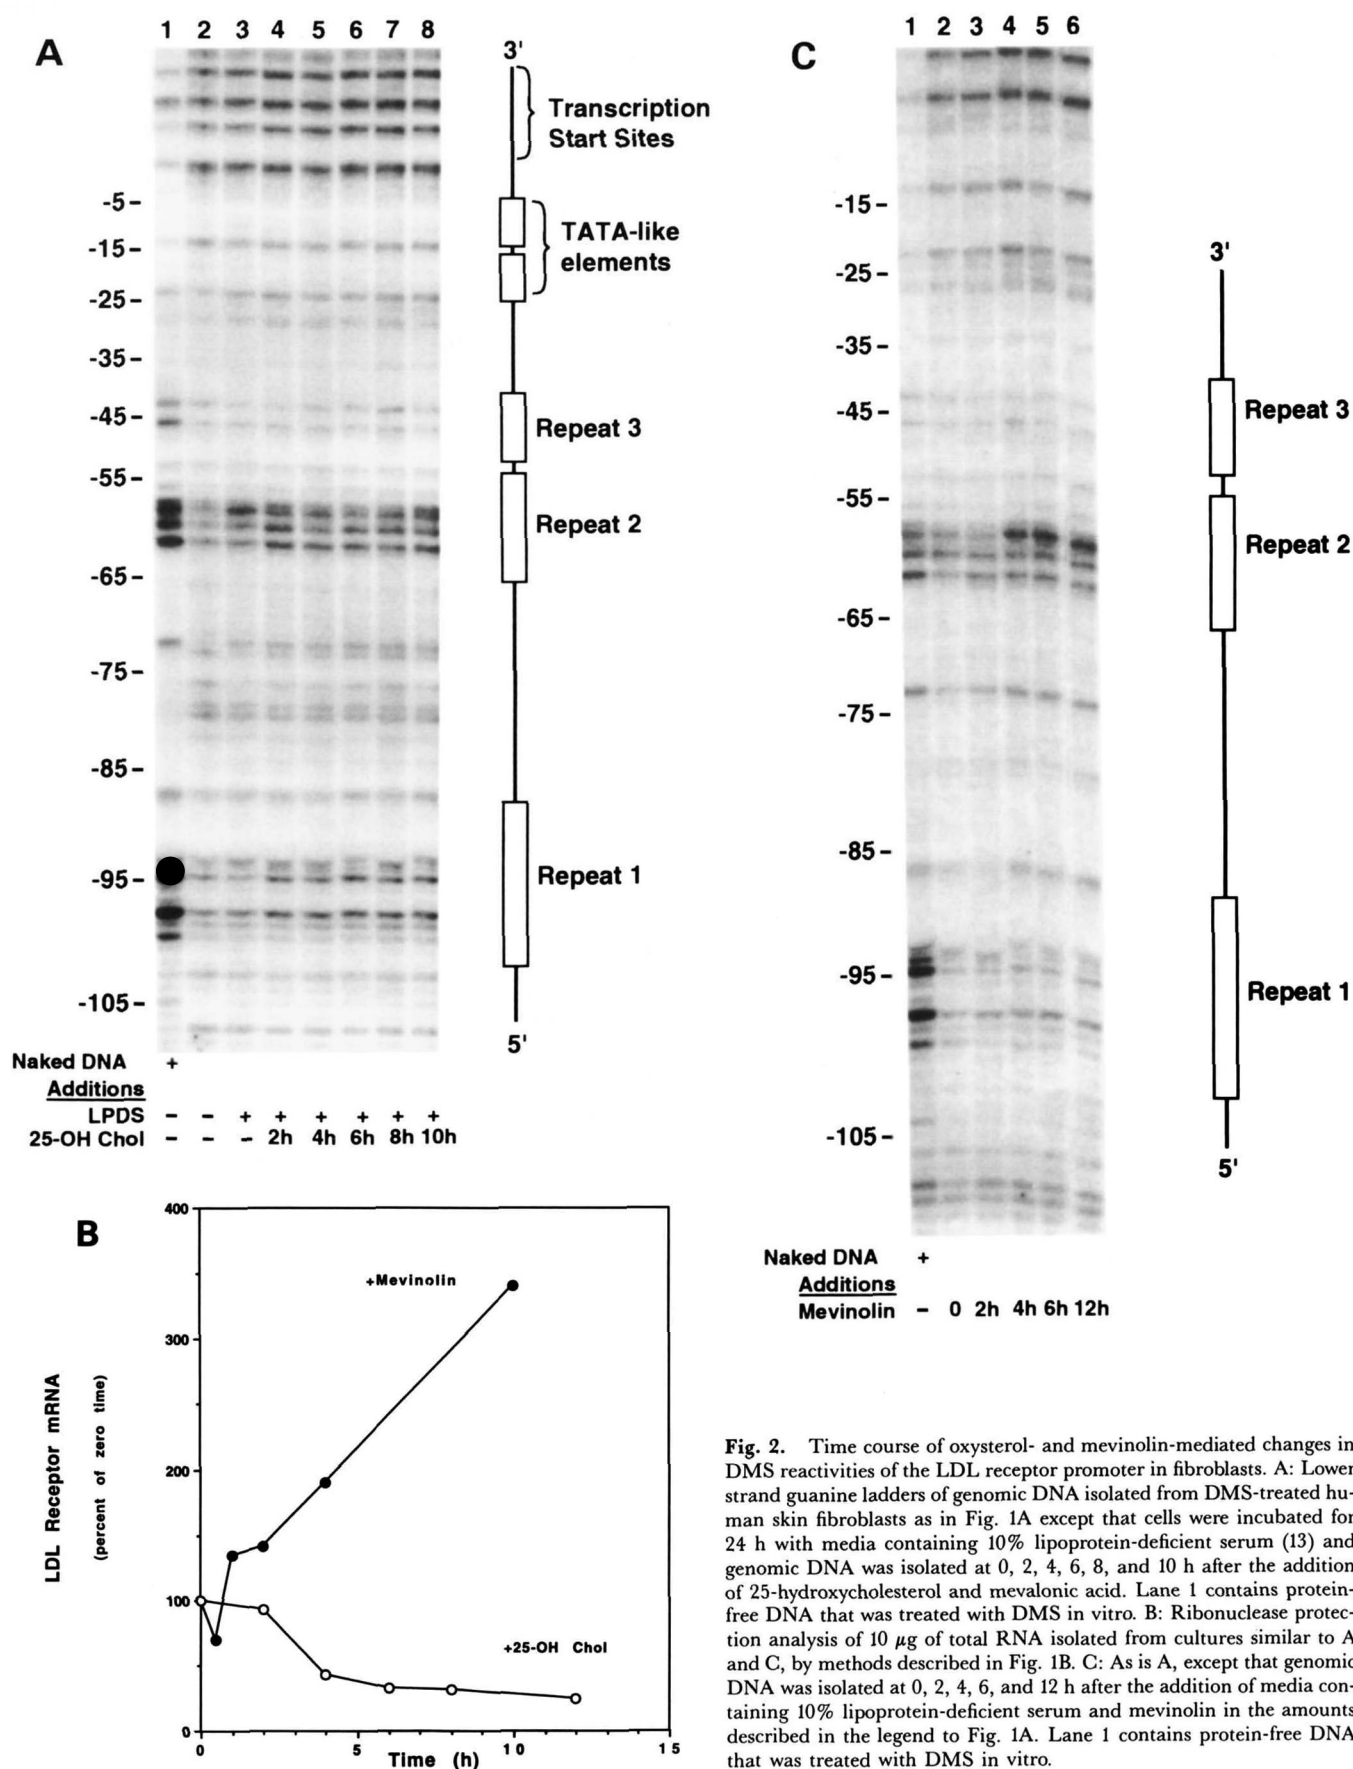 A
1 2 3 4 5 6 7 8
3'
Transcription
Start Sites
-5-
TATA-like
elements
-15-
-25-
-35-
-45-
Repeat 3
-55-
Repeat 2
-65-
-75-
-85-
-95-
Repeat 1
-105-
5'
Naked DNA +
Additions
LPDS - - + + + + + +
25-OH Chol - - - 2h 4h 6h 8h 10h
C
1 2 3 4 5 6
-15-
3'
-25-
-35-
-45-
Repeat 3
-55-
Repeat 2
-65-
-75-
-85-
-95-
Repeat 1
-105-
5'
Naked DNA +
Additions
Mevinolin - 0 2h 4h 6h 12h
B
400
+Mevinolin
300
LDL Receptor mRNA
(percent of zero time)
200
100
+25-OH Chol
0
0 5 10 15
Time (h)
Fig. 2. Time course of oxysterol- and mevinolin-mediated changes in
DMS reactivities of the LDL receptor promoter in fibroblasts. A: Lower
strand guanine ladders of genomic DNA isolated from DMS-treated hu-
man skin fibroblasts as in Fig. 1A except that cells were incubated for
24 h with media containing 10% lipoprotein-deficient serum (13) and
genomic DNA was isolated at 0, 2, 4, 6, 8, and 10 h after the addition
of 25-hydroxycholesterol and mevalonic acid. Lane 1 contains protein-
free DNA that was treated with DMS in vitro. B: Ribonuclease protec-
tion analysis of 10 μg of total RNA isolated from cultures similar to A
and C, by methods described in Fig. 1B. C: As is A, except that genomic
DNA was isolated at 0, 2, 4, 6, and 12 h after the addition of media con-
taining 10% lipoprotein-deficient serum and mevinolin in the amounts
described in the legend to Fig. 1A. Lane 1 contains protein-free DNA
that was treated with DMS in vitro.